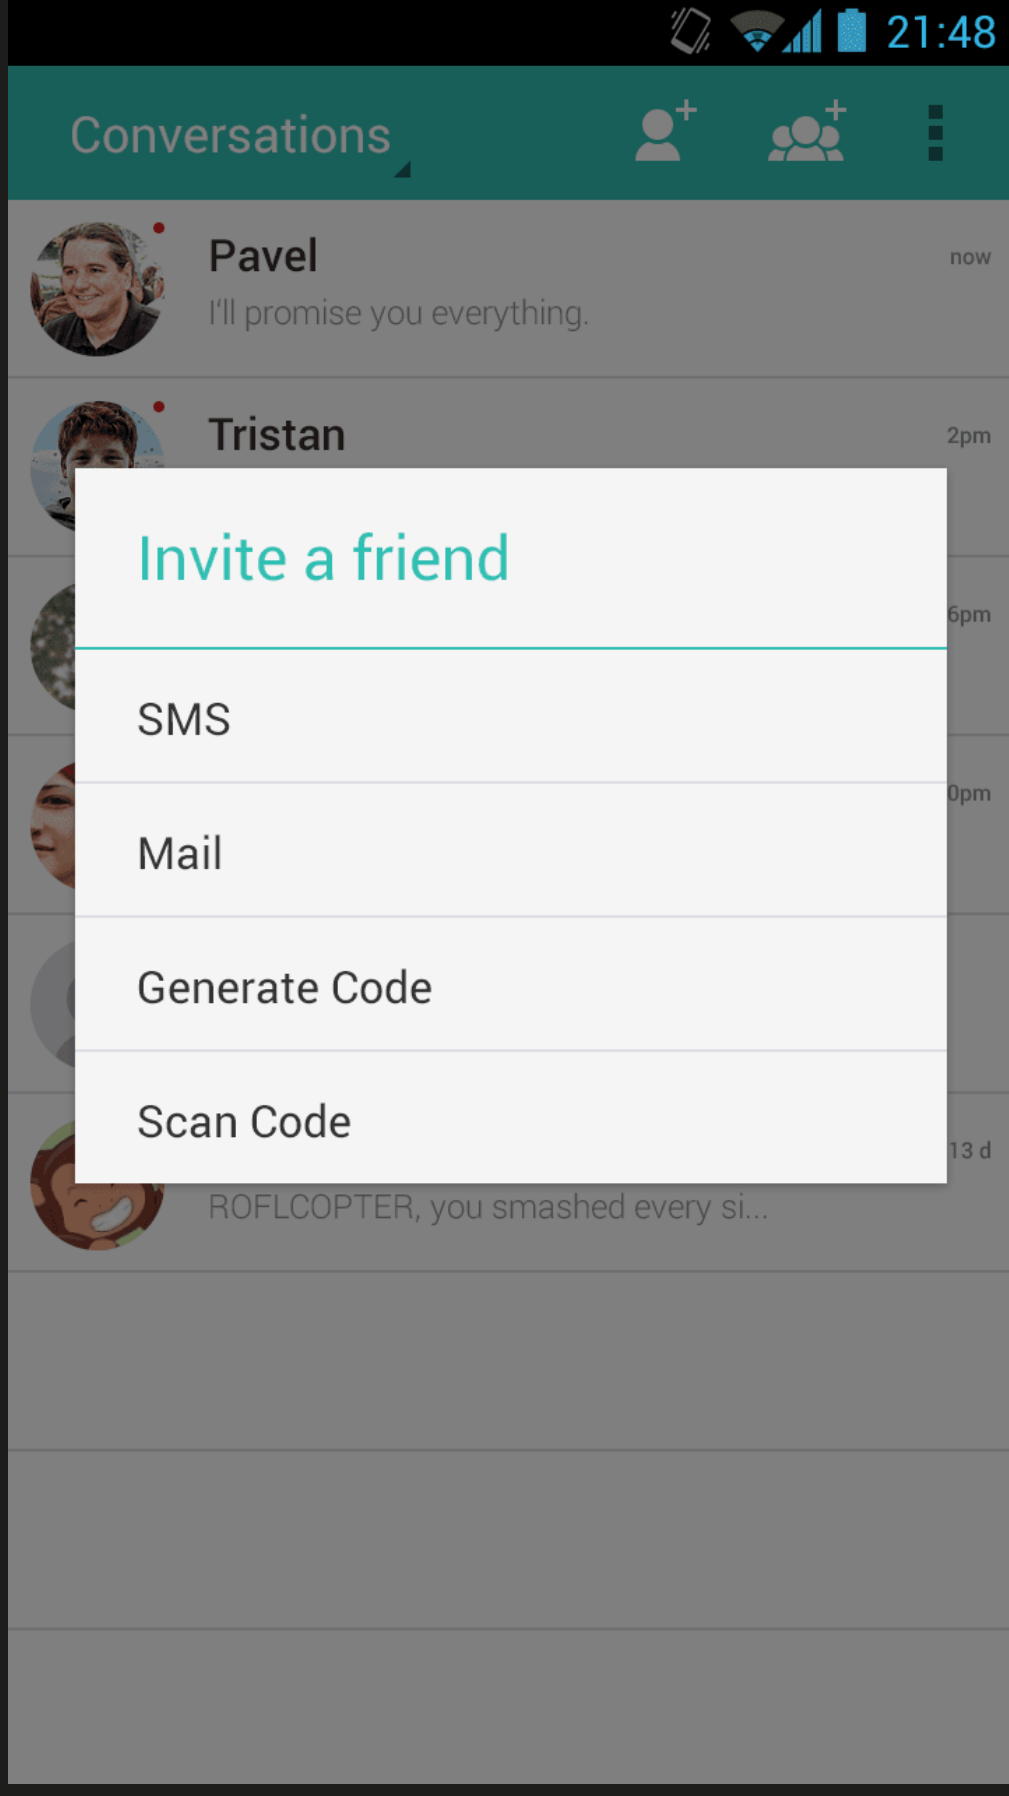 21:48
Conversations
Pavel
now
I'll promise you everything.
Tristan
2pm
Invite a friend
6pm
SMS
0pm
Mail
Generate Code
Scan Code
13 d
ROFLCOPTER, you smashed every si...